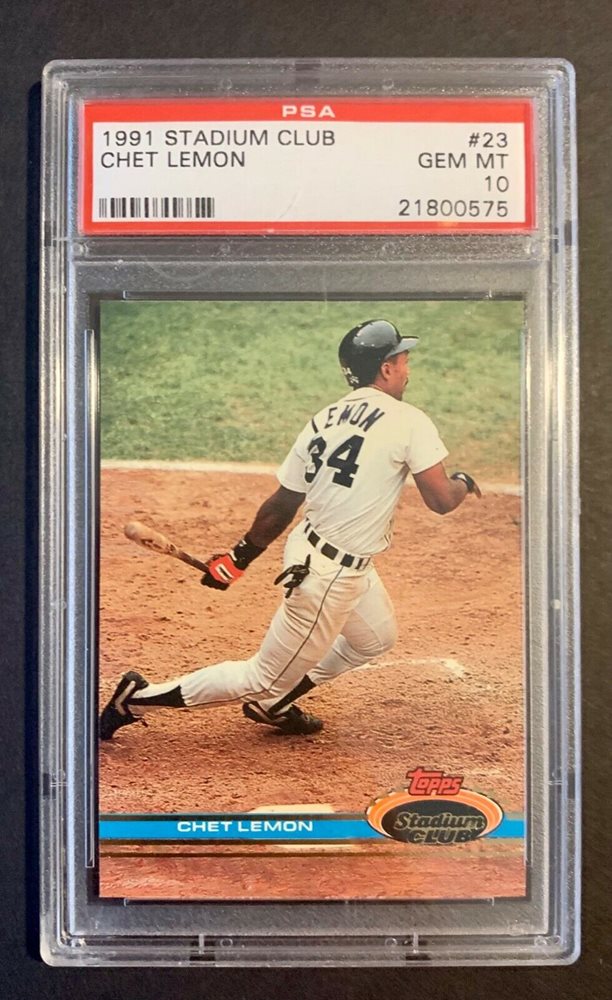 PSA
1991 STADIUM CLUB #23
CHET LEMON GEM MT
10
21800575
LEMON
34
CHET LEMON
Topps
Stadium
CLUB